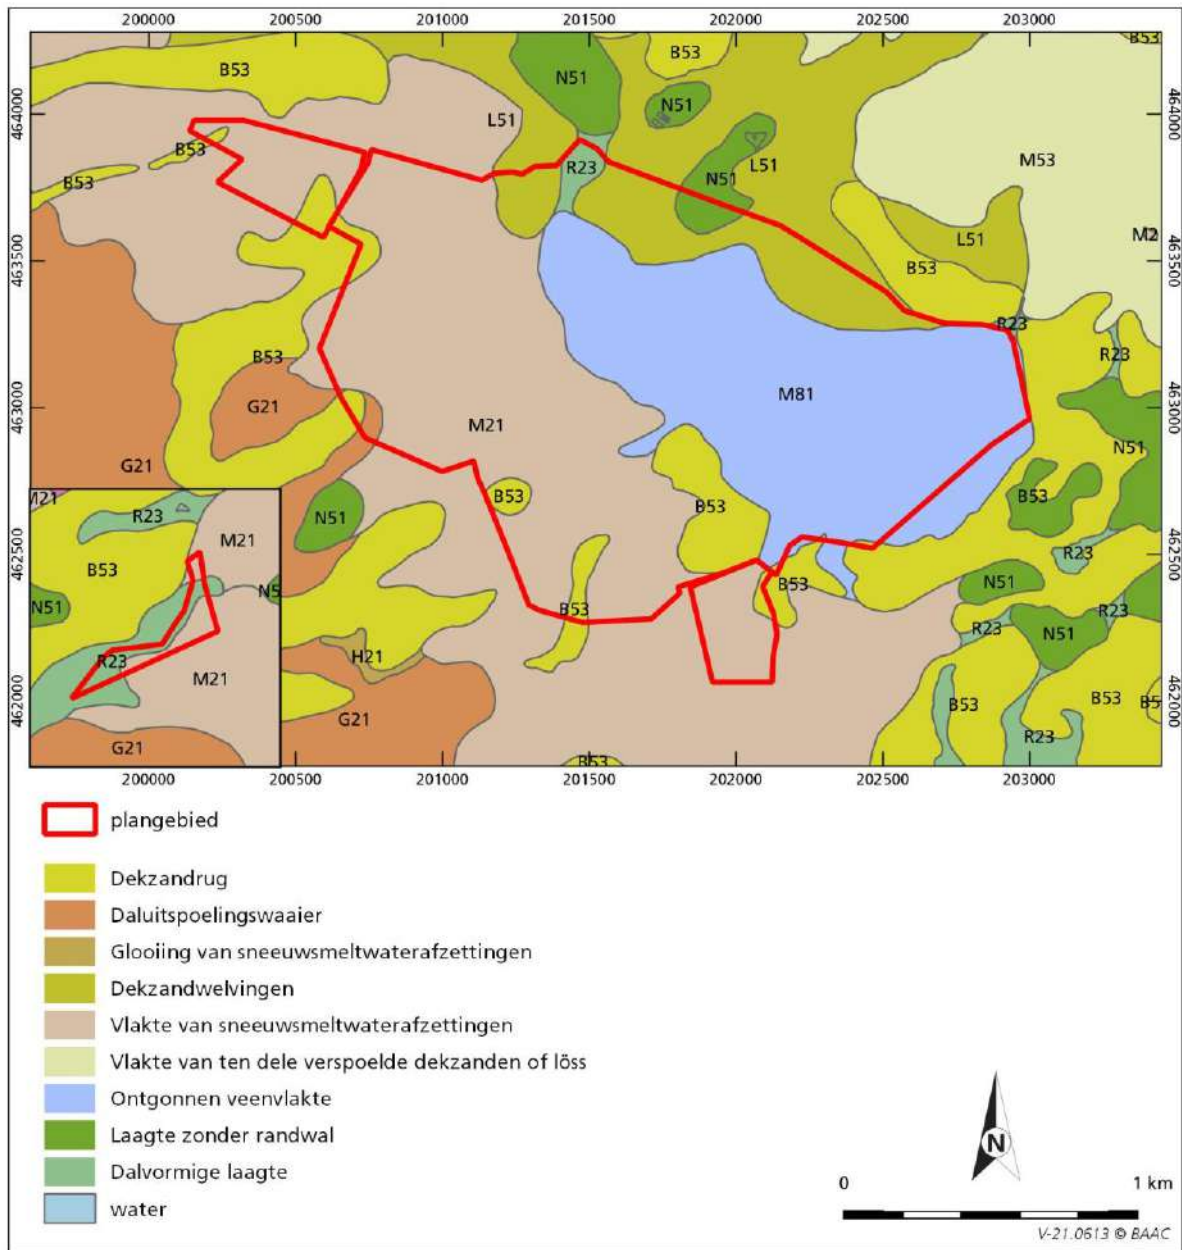 200000 200500 201000 201500 202000 202500 203000
464000
463500
463000
462500
462000
464000
463500
463000
462500
462000
B53
B53
B53
N51
N51
L51
B53
B53
R23
N51
L51
M53
L51
M2
B53
R23
B53
R23
G21
M81
M21
G21
N51
B53
B53
B53
N51
M21
R23
M21
B53
R23
N51
N5
B53
B53
N51
R23
N51
R23
R23
M21
H21
G21
B53
B53
B5
R23
G21
B53
200000 200500 201000 201500 202000 202500 203000
plangebied
Dekzandrug
Daluitspoelingswaaier
Glooiing van sneeuwsmeltwaterafzettingen
Dekzandwelvingen
Vlakte van sneeuwsmeltwaterafzettingen
Vlakte van ten dele verspoelde dekzanden of löss
Ontgonnen veenvlakte
Laagte zonder randwal
Dalvormige laagte
water
N
0 1 km
V-21.0613 © BAAC